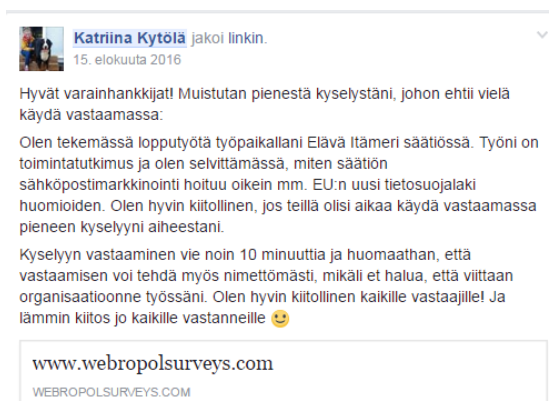 Katriina Kytölä jakoi linkin.
15. elokuuta 2016
Hyvät varainhankkijat! Muistutan pienestä kyselystäni, johon ehtii vielä
käydä vastaamassa:
Olen tekemässä lopputyötä työpaikallani Elävä Itämeri säätiössä. Työni on
toimintatutkimus ja olen selvittämässä, miten säätiön
sähköpostimarkkinointi hoituu oikein mm. EU:n uusi tietosuojalaki
huomioiden. Olen hyvin kiitollinen, jos teillä olisi aikaa käydä vastaamassa
pieneen kyselyyni aiheestani.
Kyselyyn vastaaminen vie noin 10 minuuttia ja huomaathan, että
vastaamisen voi tehdä myös nimettömästi, mikäli et halua, että viittaan
organisaatioonne työssäni. Olen hyvin kiitollinen kaikille vastaajille! Ja
lämmin kiitos jo kaikille vastanneille 🙂
www.webropolsurveys.com
WEBROPOLSURVEYS.COM